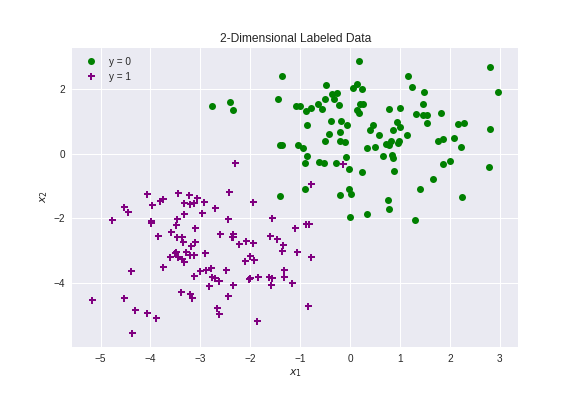 2-Dimensional Labeled Data
y = 0
y = 1
2
0
−2
−4
x2
−5 −4 −3 −2 −1 0 1 2 3
x1